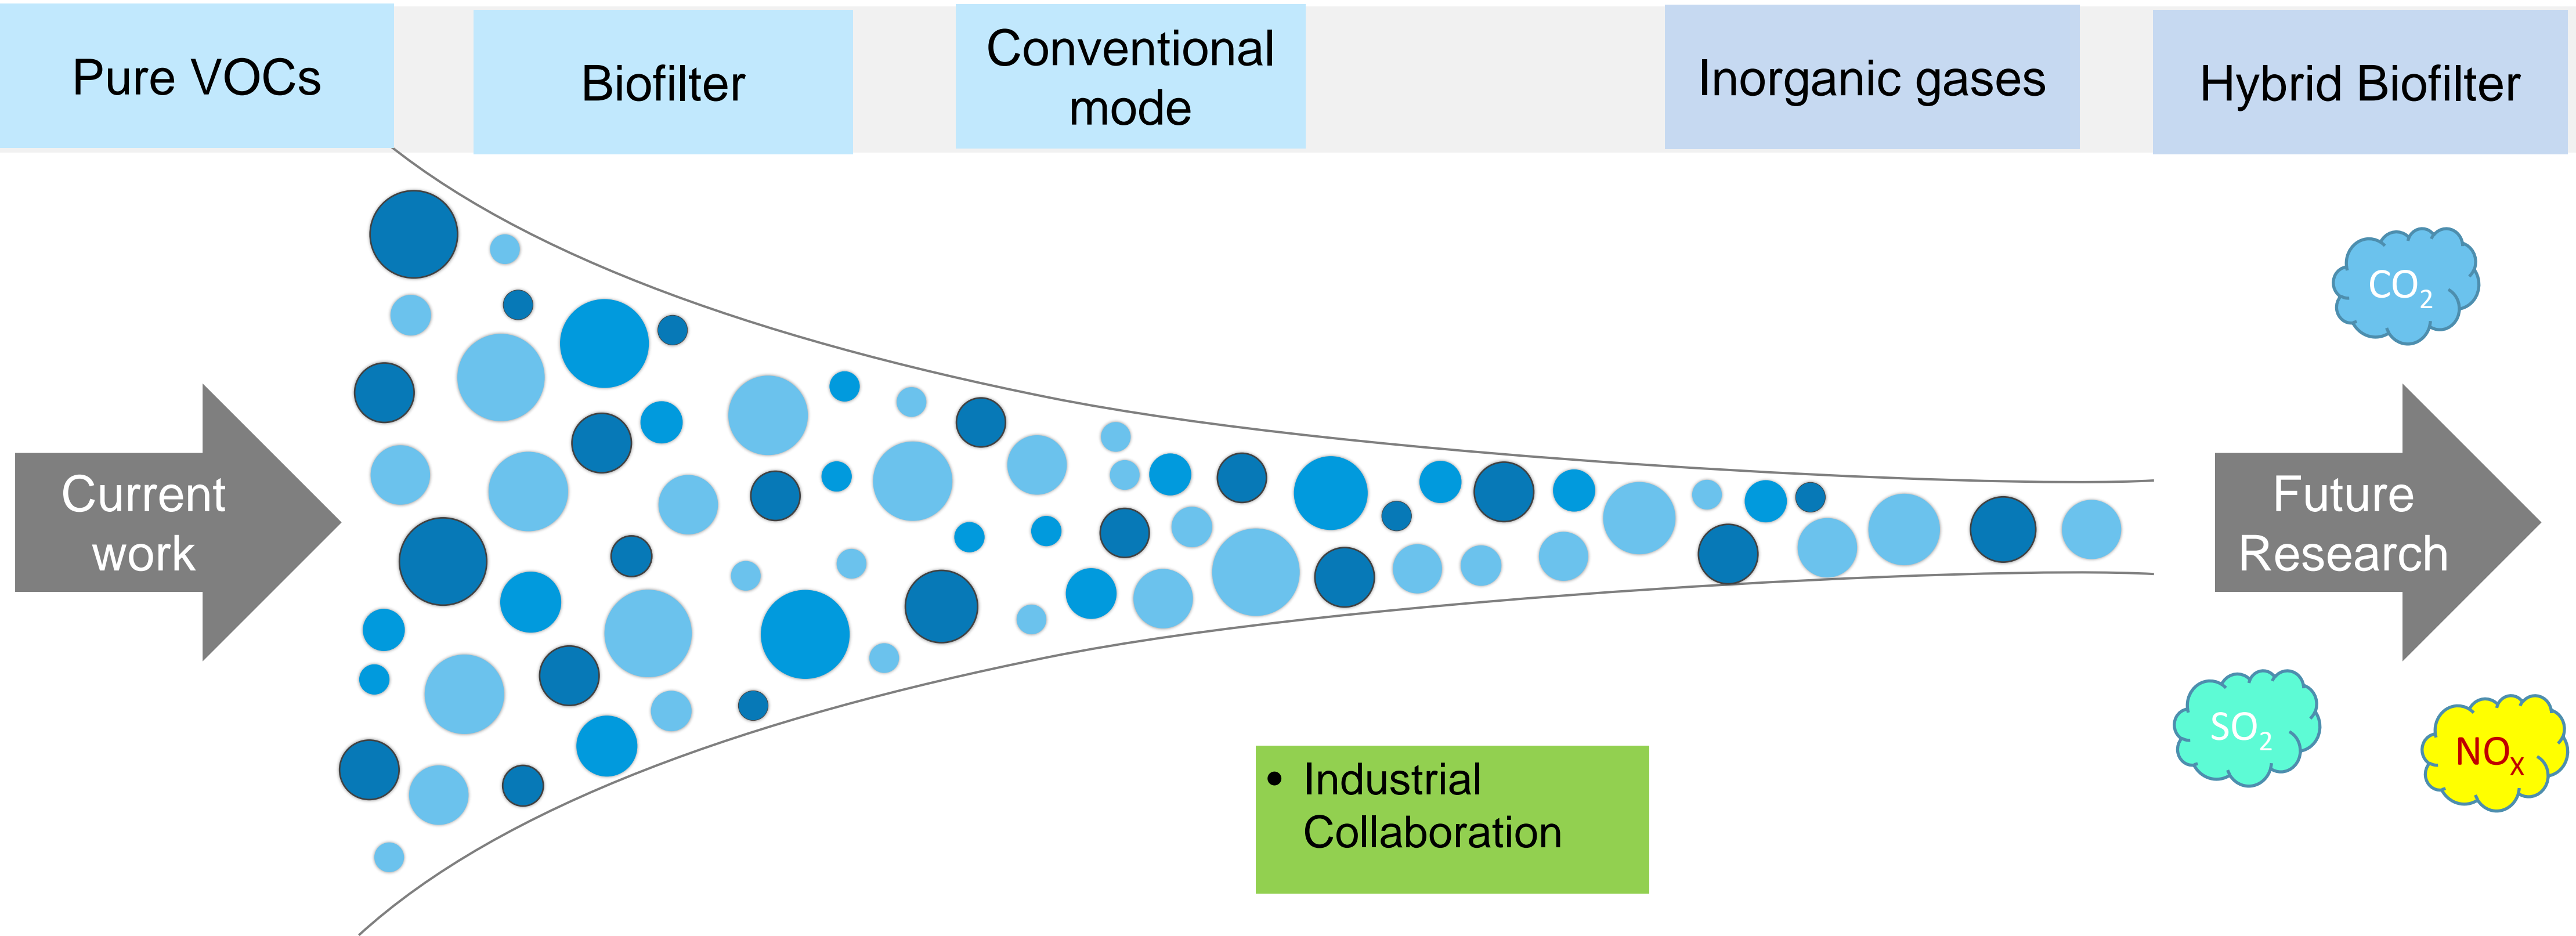 Pure VOCs
Biofilter
Conventional
mode
Inorganic gases
Hybrid Biofilter
CO₂
Current
work
Future
Research
SO₂
NOₓ
• Industrial
Collaboration